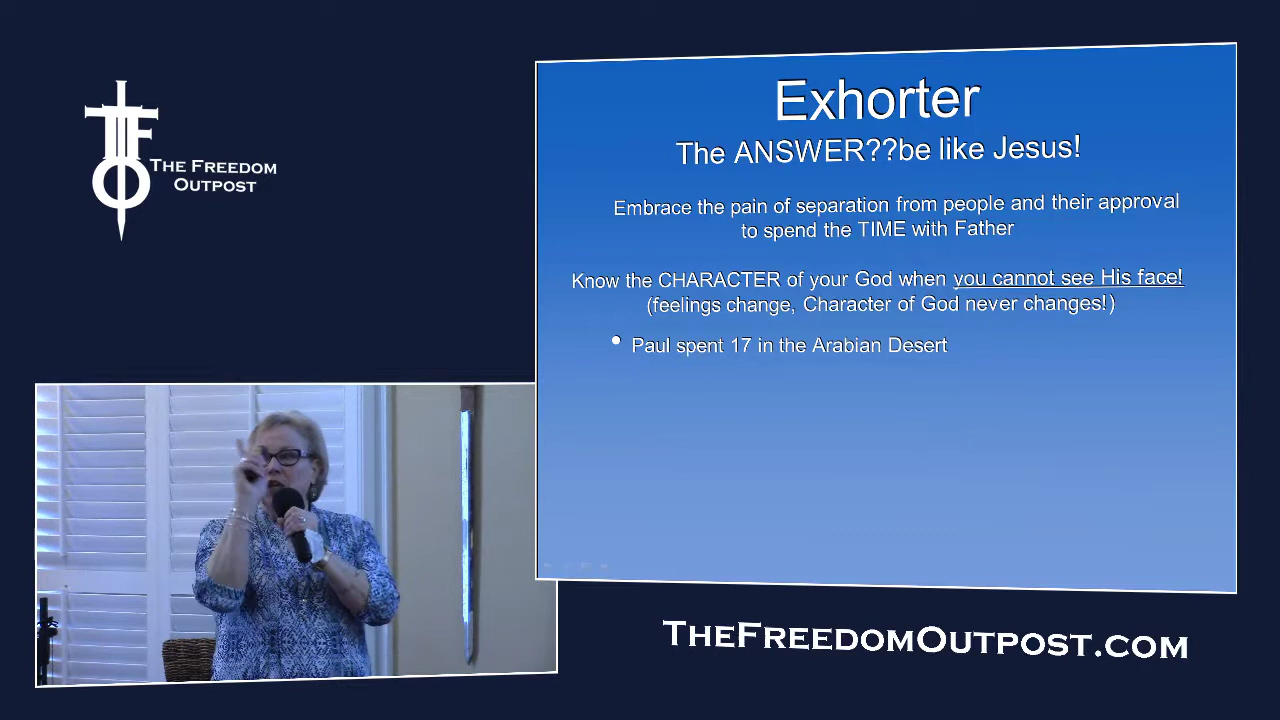 The Freedom
Outpost
Exhorter
The ANSWER??be like Jesus!
Embrace the pain of separation from people and their approval
to spend the TIME with Father
Know the CHARACTER of your God when you cannot see His face!
(feelings change, Character of God never changes!)
• Paul spent 17 in the Arabian Desert
TheFreedomOutpost.com